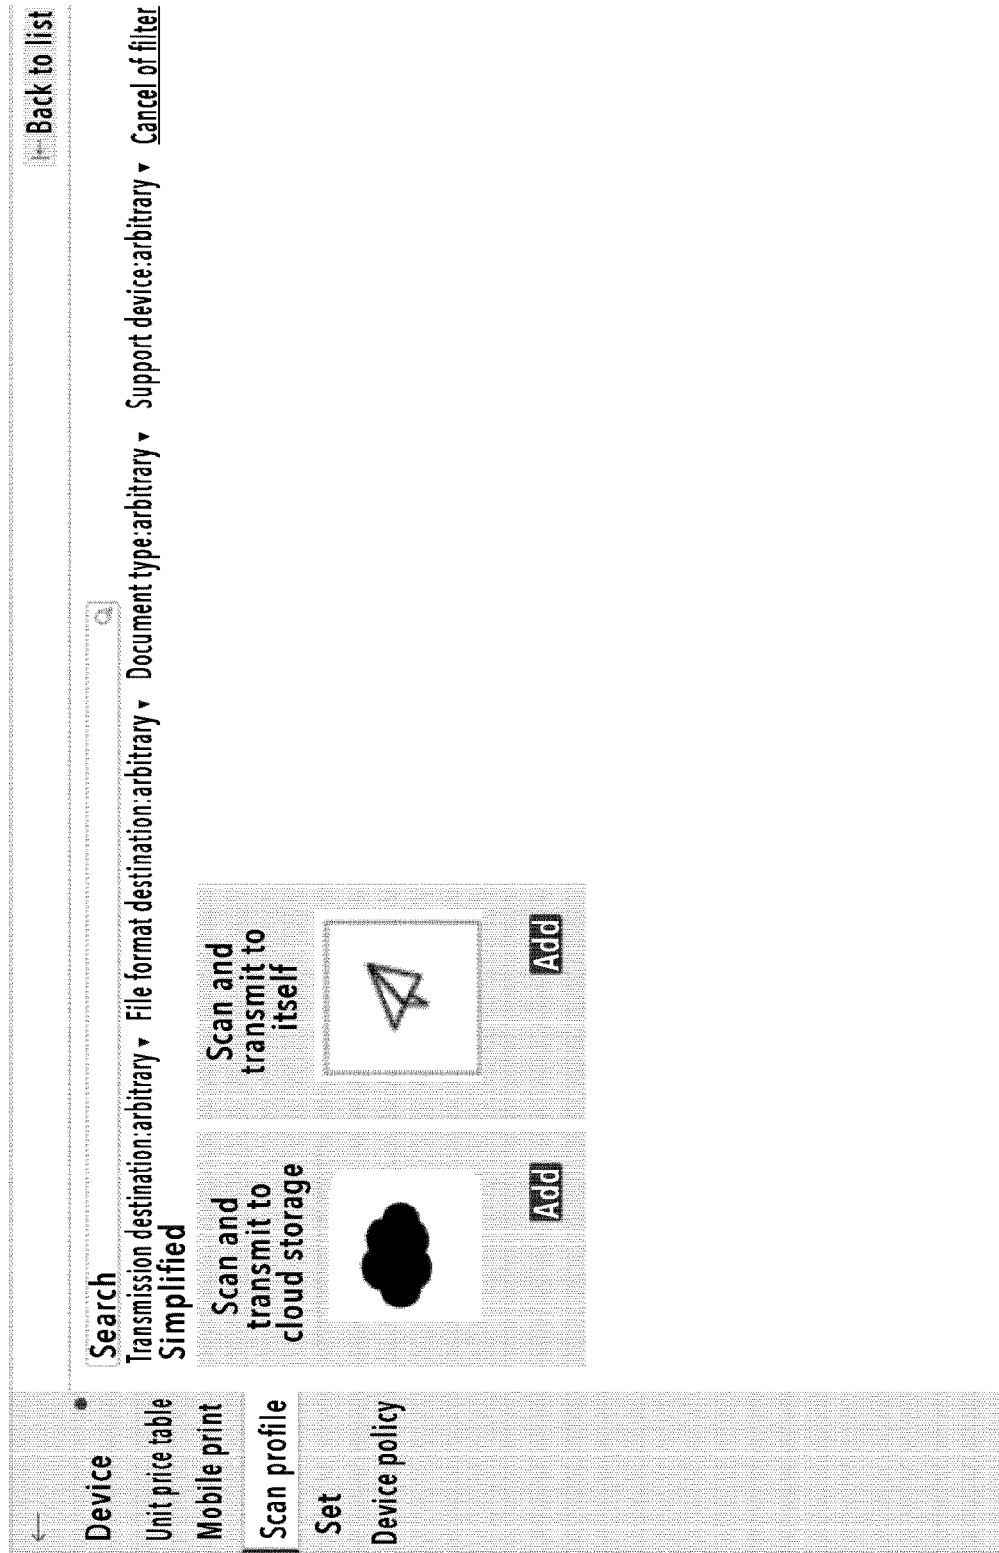 ←
← Back to list
Device
Unit price table
Mobile print
Scan profile
Set
Device policy
Search
Transmission destination:arbitrary ▼ File format destination:arbitrary ▼ Document type:arbitrary ▼ Support device:arbitrary ▼ Cancel of filter
Simplified
Scan and
transmit to
cloud storage
Add
Scan and
transmit to
itself
Add